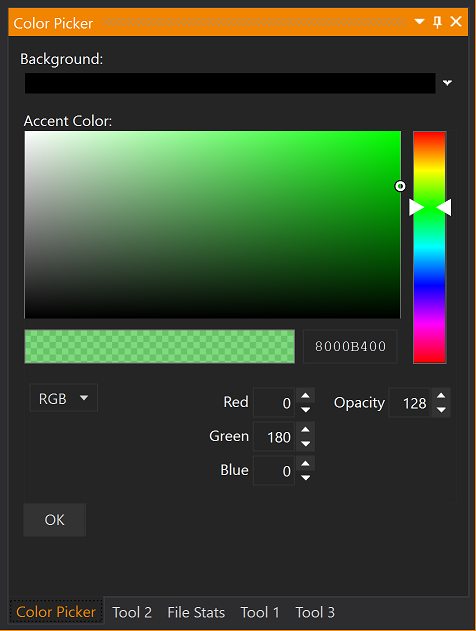 Color Picker
Background:
Accent Color:
8000B400
RGB
Red 0 Opacity 128
Green 180
Blue 0
OK
Color Picker Tool 2 File Stats Tool 1 Tool 3